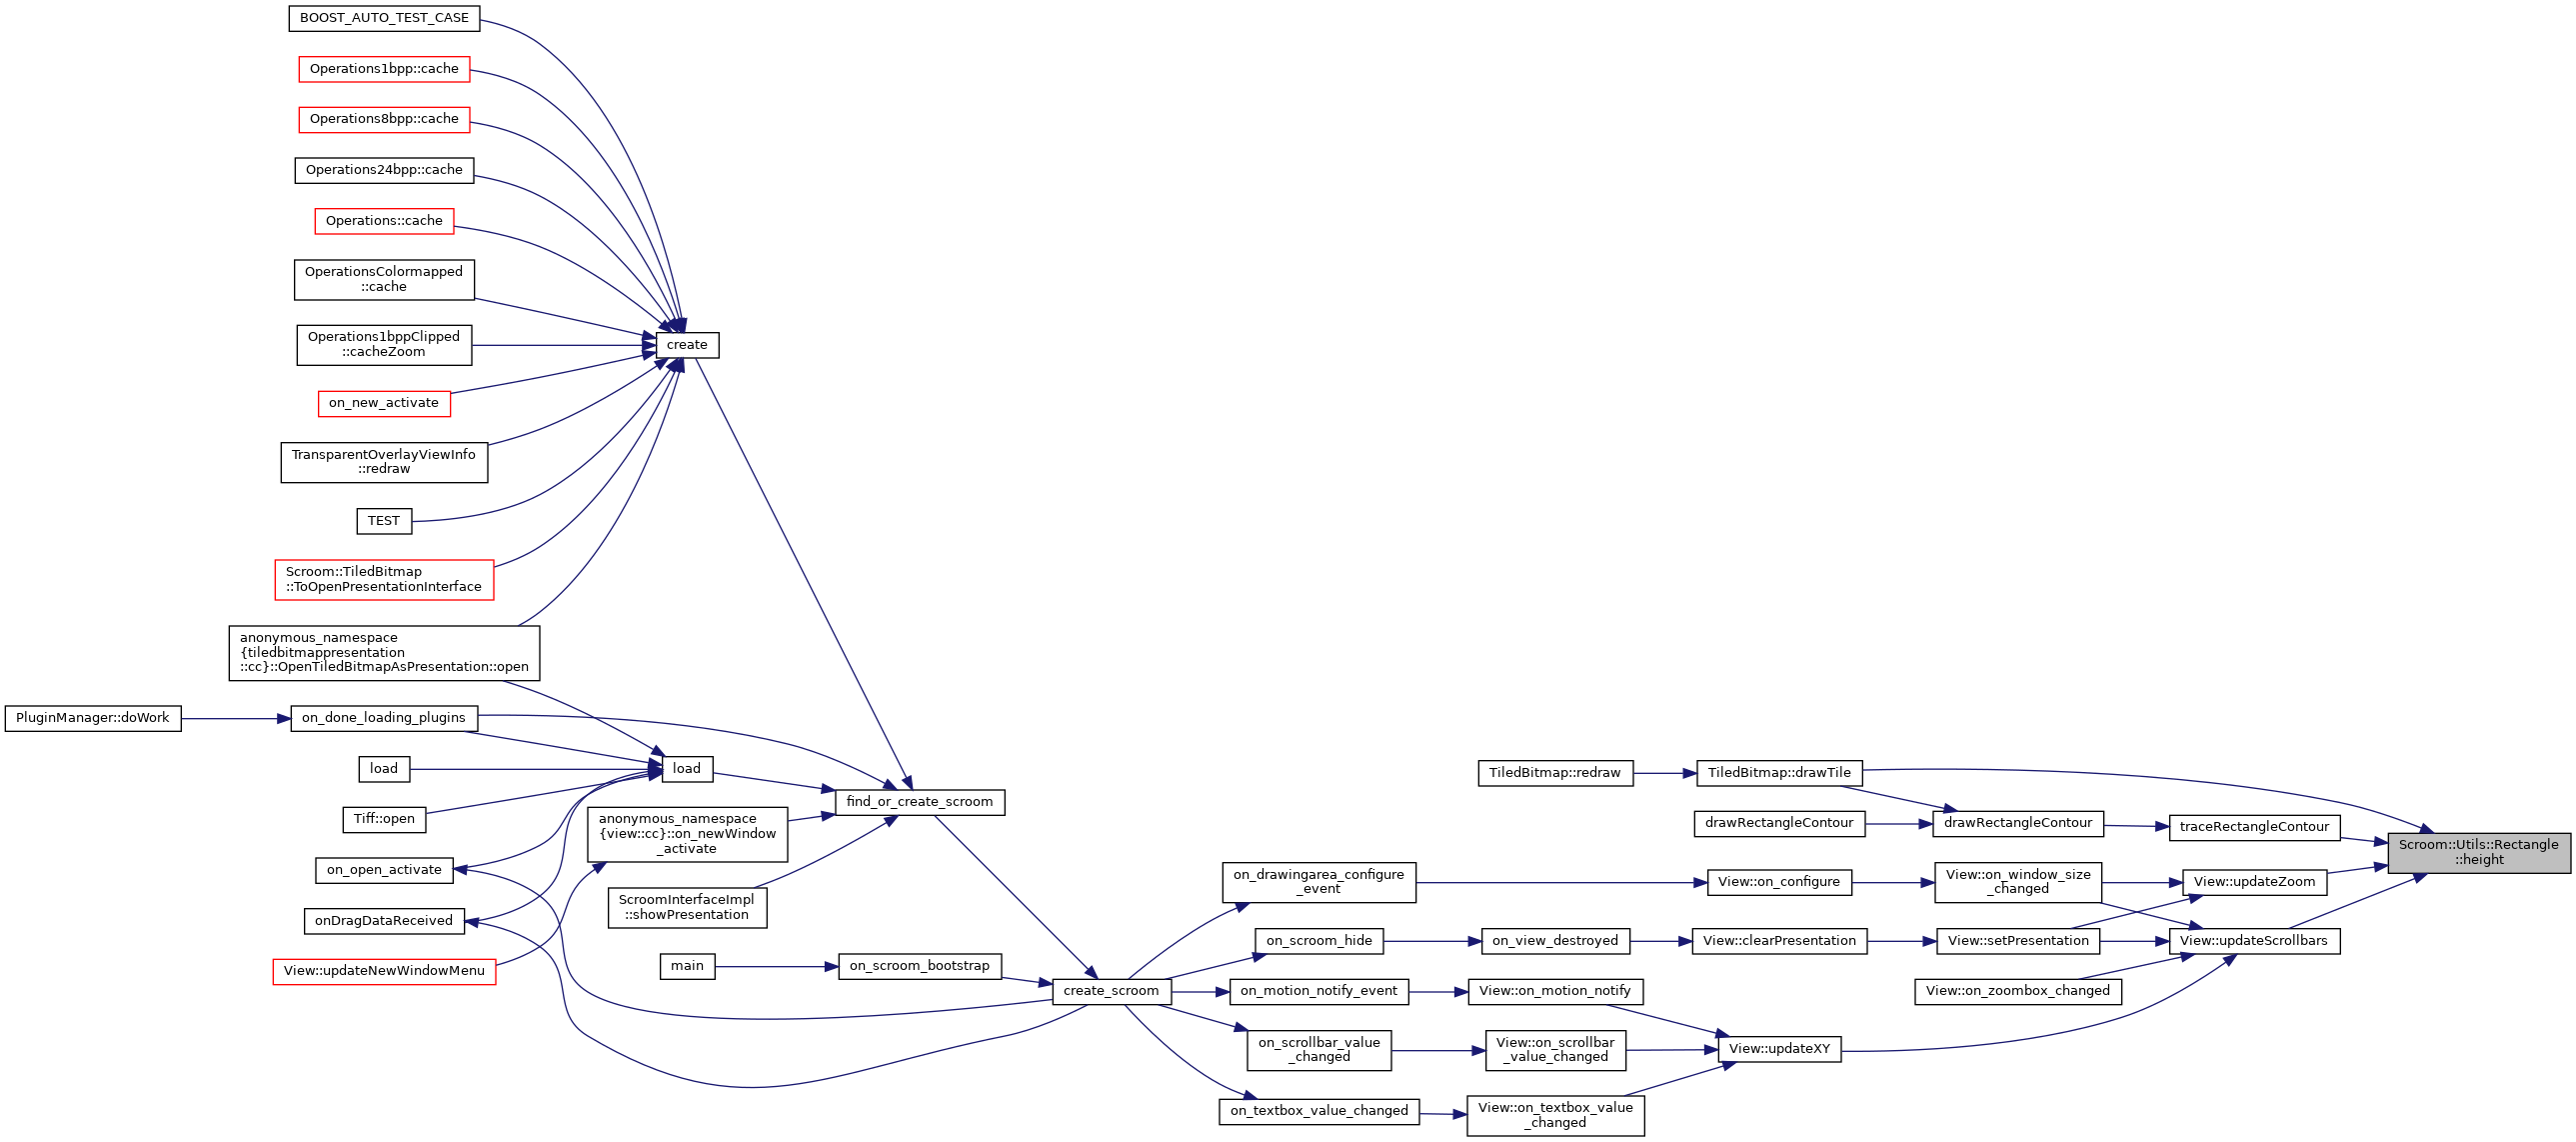 BOOST_AUTO_TEST_CASE
Operations1bpp::cache
Operations8bpp::cache
Operations24bpp::cache
Operations::cache
OperationsColormapped
::cache
Operations1bppClipped
::cacheZoom
create
on_new_activate
TransparentOverlayViewInfo
::redraw
TEST
Scroom::TiledBitmap
::ToOpenPresentationInterface
anonymous_namespace
{tiledbitmappresentation
::cc}::OpenTiledBitmapAsPresentation::open
PluginManager::doWork
on_done_loading_plugins
load
load
Tiff::open
on_open_activate
onDragDataReceived
View::updateNewWindowMenu
find_or_create_scroom
anonymous_namespace
{view::cc}::on_newWindow
_activate
ScroomInterfaceImpl
::showPresentation
main
on_scroom_bootstrap
create_scroom
on_drawingarea_configure
_event
on_scroom_hide
on_motion_notify_event
on_scrollbar_value
_changed
on_textbox_value_changed
TiledBitmap::redraw
TiledBitmap::drawTile
drawRectangleContour
drawRectangleContour
traceRectangleContour
Scroom::Utils::Rectangle
::height
View::on_configure
View::on_window_size
_changed
View::updateZoom
on_view_destroyed
View::clearPresentation
View::setPresentation
View::updateScrollbars
View::on_zoombox_changed
View::on_motion_notify
View::on_scrollbar
_value_changed
View::updateXY
View::on_textbox_value
_changed